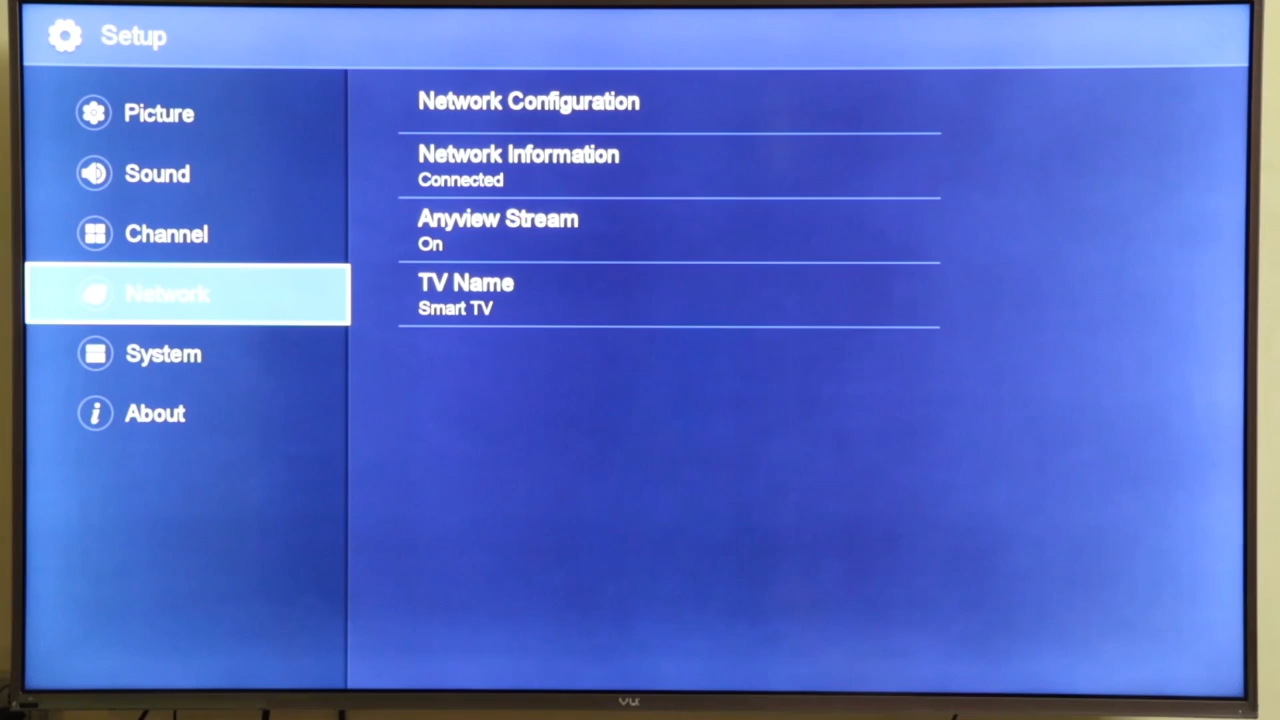 Setup
Picture
Sound
Channel
Network
System
About
Network Configuration
Network Information
Connected
Anyview Stream
On
TV Name
Smart TV
VU